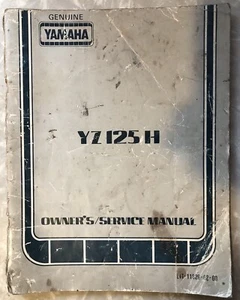 GENUINE
YAMAHA
YZ125H
OWNER'S/SERVICE MANUAL